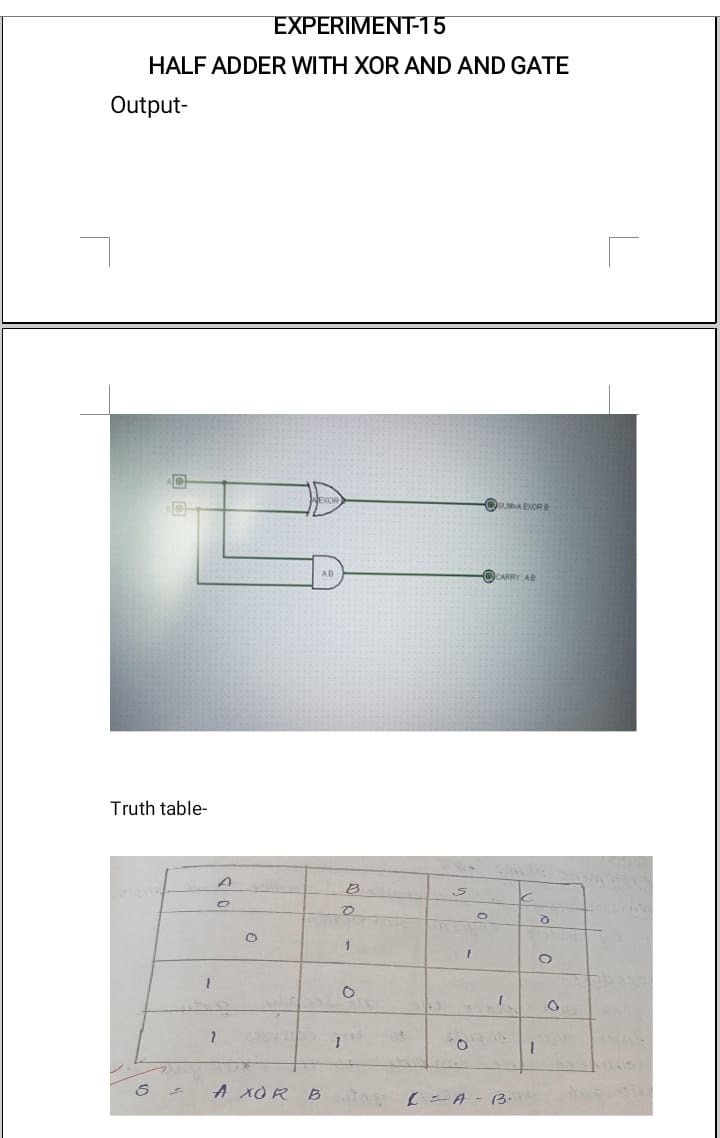 EXPERIMENT-15
HALF ADDER WITH XOR AND AND GATE
Output-
A
EXOR
SUM=A EXOR B
B
AB
CARRY AB
Truth table-
A B S C
0 0 0 0
0 1 1 0
1 0 1 0
1 1 0 1
S = A XOR B C = A - B.